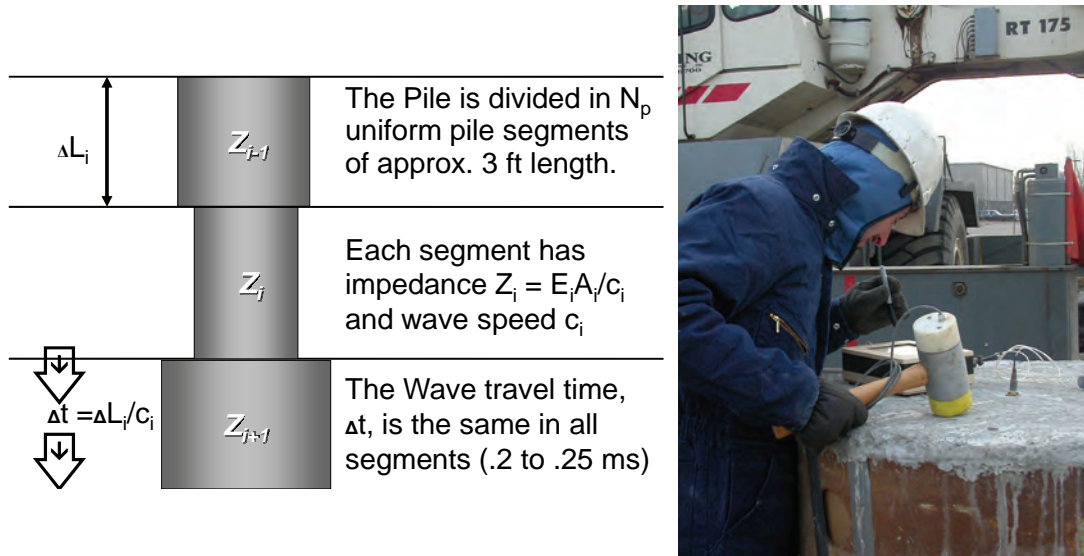 The Pile is divided in Np
uniform pile segments
of approx. 3 ft length.
ΔLi
Zi-1
Each segment has
impedance Zi = EiAi/ci
and wave speed ci
Zi
The Wave travel time,
Δt, is the same in all
segments (.2 to .25 ms)
Δt =ΔLi/ci
Zi+1
RT 175